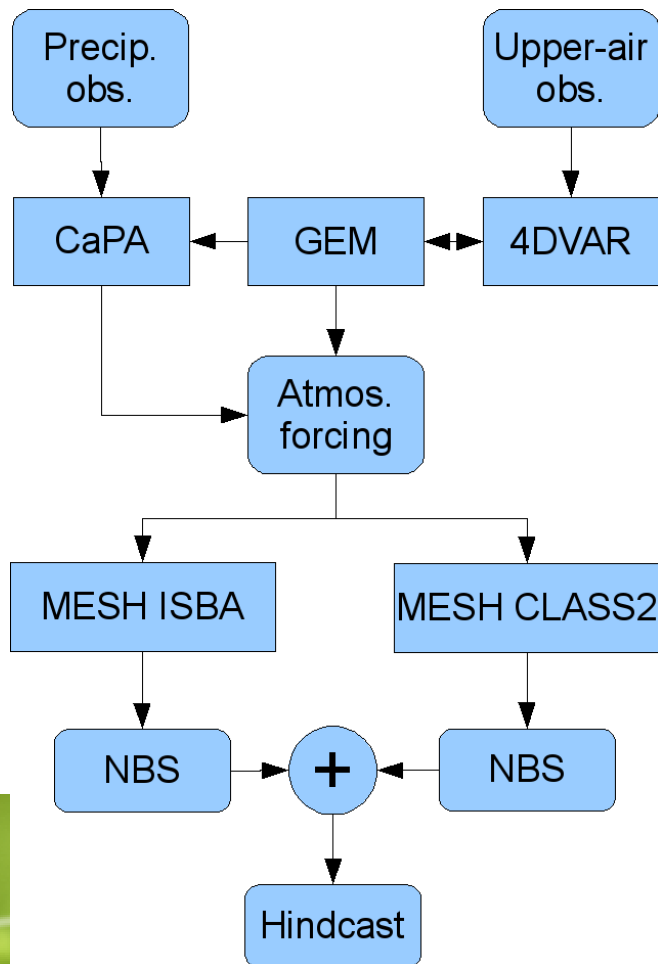 Precip.
obs.
Upper-air
obs.
CaPA
GEM
4DVAR
Atmos.
forcing
MESH ISBA
MESH CLASS2
NBS
+
NBS
Hindcast